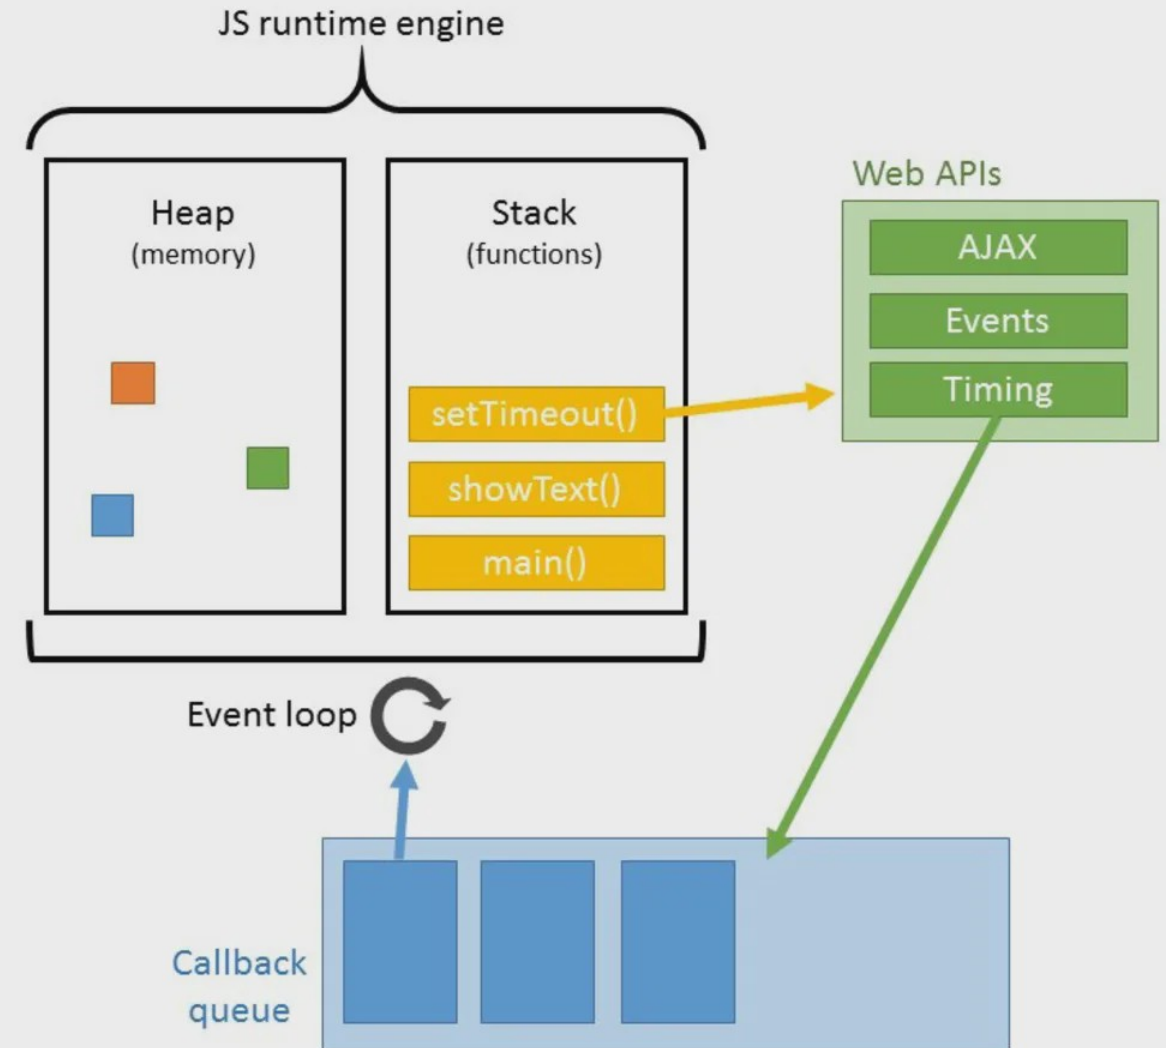 JS runtime engine
Heap
(memory)
Stack
(functions)
setTimeout()
showText()
main()
Web APIs
AJAX
Events
Timing
Event loop
Callback
queue